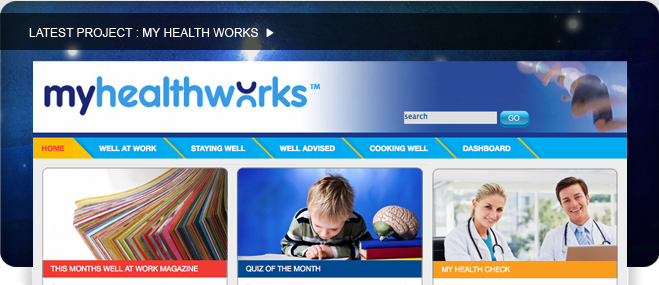 LATEST PROJECT : MY HEALTH WORKS
myhealthworks™
search
GO
HOME
WELL AT WORK
STAYING WELL
WELL ADVISED
COOKING WELL
DASHBOARD
THIS MONTHS WELL AT WORK MAGAZINE
QUIZ OF THE MONTH
MY HEALTH CHECK